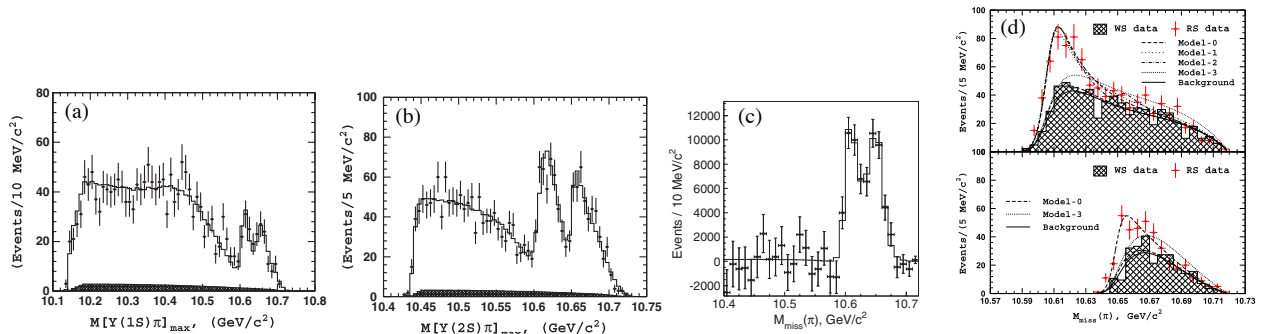 (a)
(Events/10 MeV/c²)
80
60
40
20
0
10.1 10.2 10.3 10.4 10.5 10.6 10.7 10.8
M[Y(1S)π]max, (GeV/c²)
(b)
(Events/5 MeV/c²)
100
80
60
40
20
0
10.40 10.45 10.50 10.55 10.60 10.65 10.70 10.75
M[Y(2S)π]max, (GeV/c²)
(c)
Events / 10 MeV/c²
12000
10000
8000
6000
4000
2000
0
-2000
10.4 10.5 10.6 10.7
Mmiss(π), GeV/c²
(d)
WS data RS data
Model-0
Model-1
Model-2
Model-3
Background
Events/(5 MeV/c²)
100
80
60
40
20
WS data RS data
Model-0
Model-3
Background
Events/(5 MeV/c²)
100
80
60
40
20
0
10.57 10.59 10.61 10.63 10.65 10.67 10.69 10.71 10.73
Mmiss(π), GeV/c²